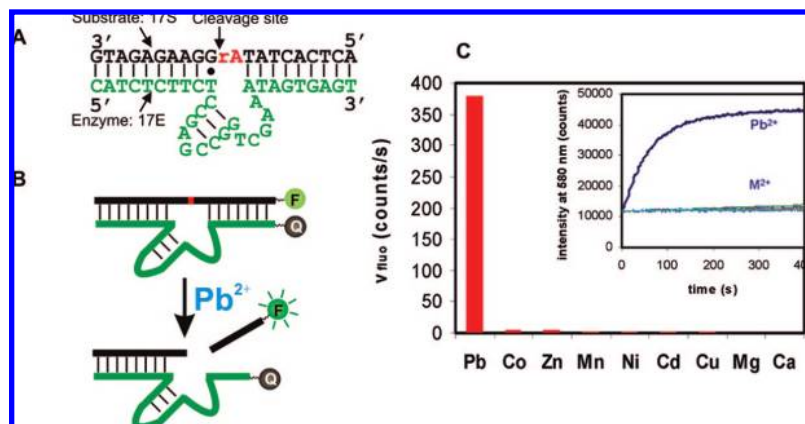 Substrate: 17S Cleavage site
A
3′ 5′
GTAGAGAAGGrATATCACTCA
CATCTCTTCT ATAGTGAGT
5′ 3′
Enzyme: 17E
C
C
G
A
G
C
C
G
G
T
C
G
A
A
A
B
F
Q
Pb²⁺
F
Q
C
V fluo (counts/s)
400
350
300
250
200
150
100
50
0
Pb Co Zn Mn Ni Cd Cu Mg Ca
intensity at 580 nm (counts)
50000
40000
30000
20000
10000
0
Pb²⁺
M²⁺
0 100 200 300 40
time (s)